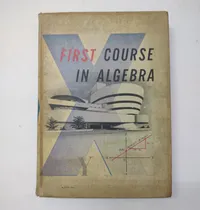 FIRST COURSE
IN ALGEBRA